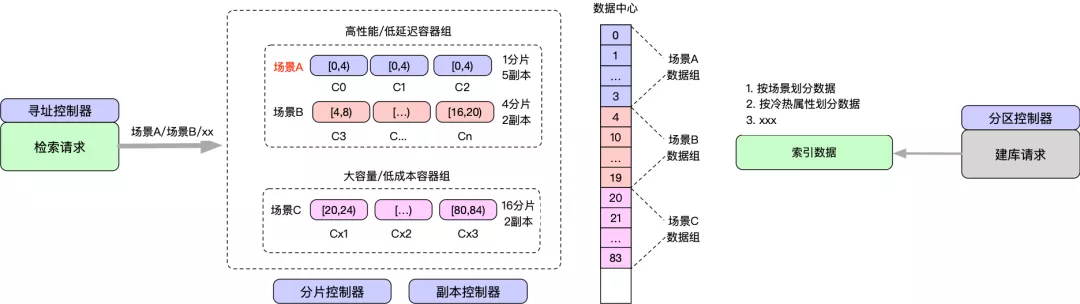 寻址控制器
检索请求
场景A/场景B/xx
高性能/低延迟容器组
场景A
[0,4)
[0,4)
[0,4)
1分片
5副本
C0
C1
C2
场景B
[4,8)
[...)
[16,20)
4分片
2副本
C3
C...
Cn
大容量/低成本容器组
场景C
[20,24)
[...)
[80,84)
16分片
2副本
Cx1
Cx2
Cx3
分片控制器
副本控制器
数据中心
0
1
...
3
4
10
...
19
20
21
...
83
场景A
数据组
场景B
数据组
场景C
数据组
1. 按场景划分数据
2. 按冷热属性划分数据
3. xxx
索引数据
分区控制器
建库请求